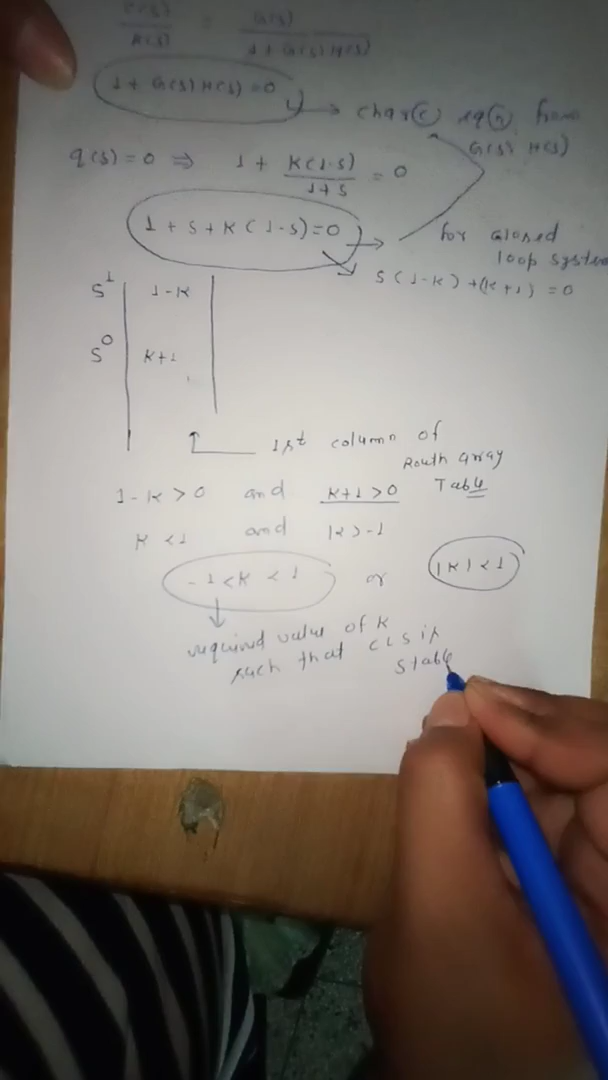 C(s) / R(s) = G(s) / 1 + G(s) H(s)
1 + G(s) H(s) = 0 → char(c) eq(n) from
G(s) H(s)
q(s) = 0 ⇒ 1 + K(1-s) / 1+s = 0
1 + s + K(1-s) = 0 → for closed
loop system
s(1-K) + (K+1) = 0
s¹ | 1-K |
s⁰ | K+1 |
1st column of
Routh array
Table
1-K > 0 and K+1 > 0
K < 1 and K > -1
-1 < K < 1 or |K| < 1
required value of K
such that CLS is
stable